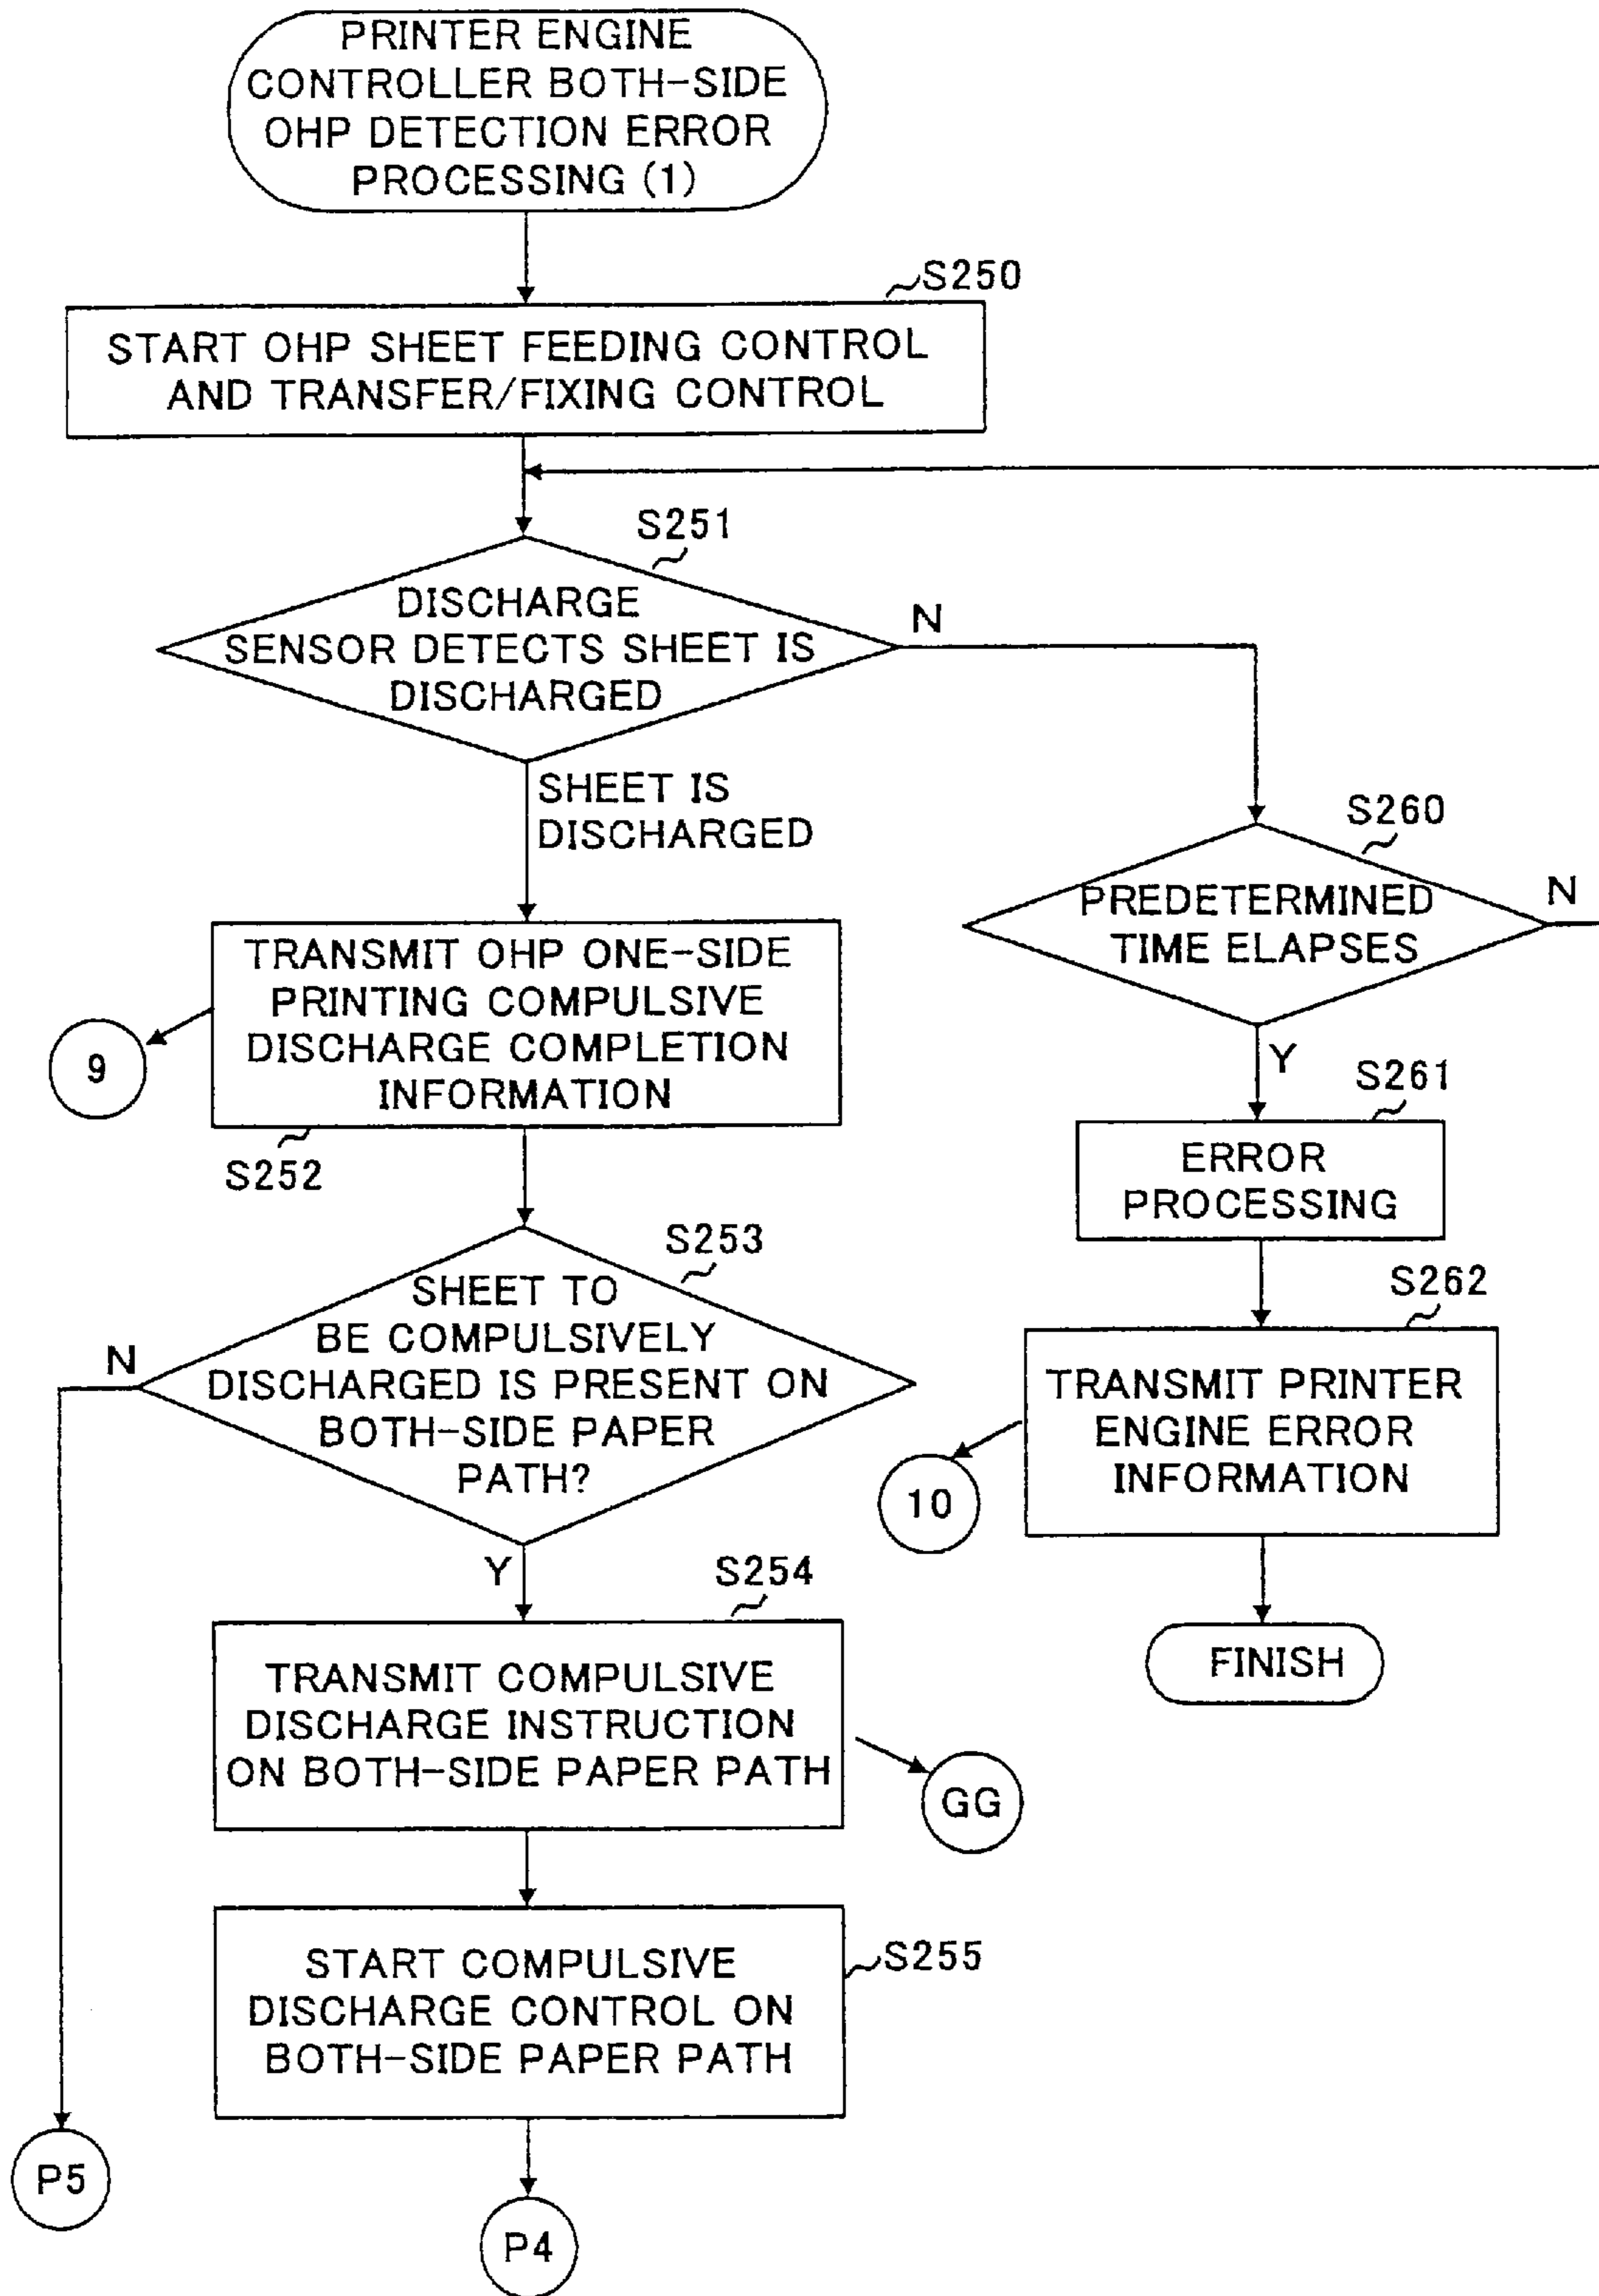 PRINTER ENGINE
CONTROLLER BOTH-SIDE
OHP DETECTION ERROR
PROCESSING (1)
S250
START OHP SHEET FEEDING CONTROL
AND TRANSFER/FIXING CONTROL
S251
DISCHARGE
SENSOR DETECTS SHEET IS
DISCHARGED
N
SHEET IS
DISCHARGED
S260
PREDETERMINED
TIME ELAPSES
N
Y
TRANSMIT OHP ONE-SIDE
PRINTING COMPULSIVE
DISCHARGE COMPLETION
INFORMATION
9
S252
S261
ERROR
PROCESSING
S253
SHEET TO
BE COMPULSIVELY
DISCHARGED IS PRESENT ON
BOTH-SIDE PAPER
PATH?
N
Y
S262
TRANSMIT PRINTER
ENGINE ERROR
INFORMATION
10
FINISH
S254
TRANSMIT COMPULSIVE
DISCHARGE INSTRUCTION
ON BOTH-SIDE PAPER PATH
GG
S255
START COMPULSIVE
DISCHARGE CONTROL ON
BOTH-SIDE PAPER PATH
P5
P4